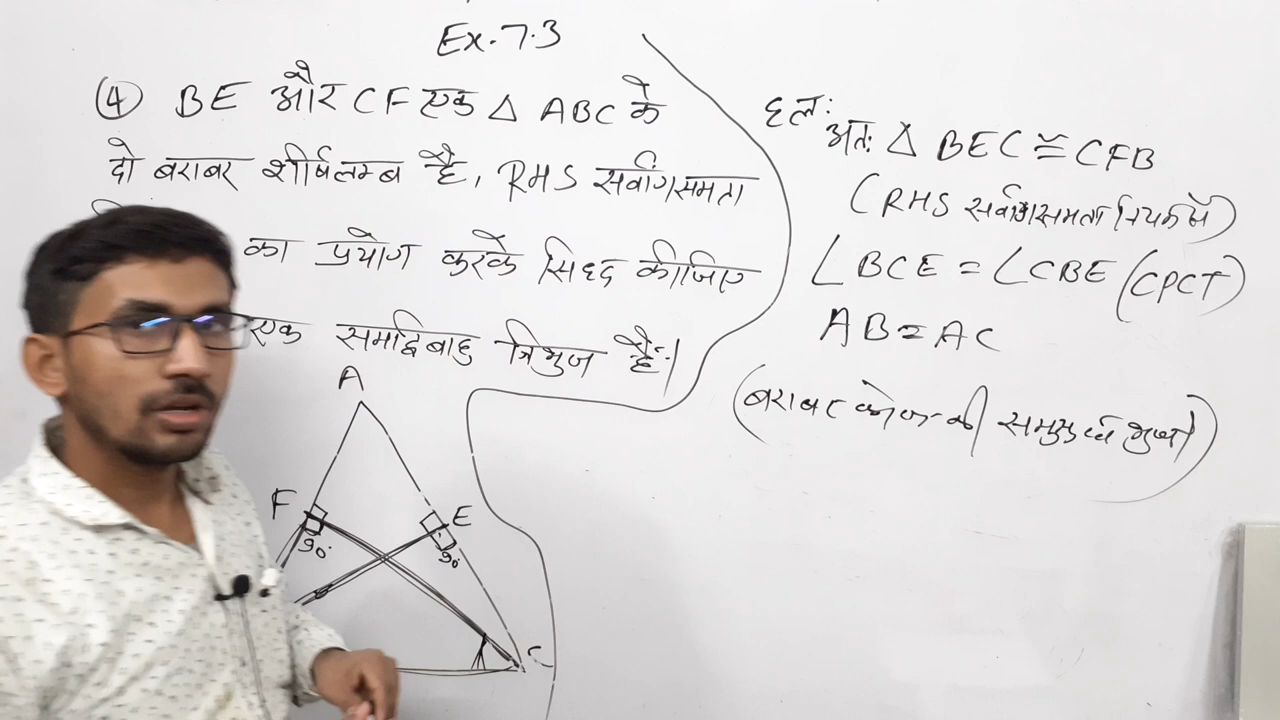 Ex. 7.3
④ BE और CF एक △ ABC के
दो बराबर शीर्षलम्ब है, RHS सर्वांगसमता
का प्रयोग करके सिध्द कीजिए
एक समद्विबाहु त्रिभुज है।
हल:
अतः △ BEC ≅ CFB
(RHS सर्वांगसमता नियम से)
∠BCE = ∠CBE (CPCT)
AB = AC
(बराबर कोण की सम्मुख भुजा)
A
F
E
90°
90°
C